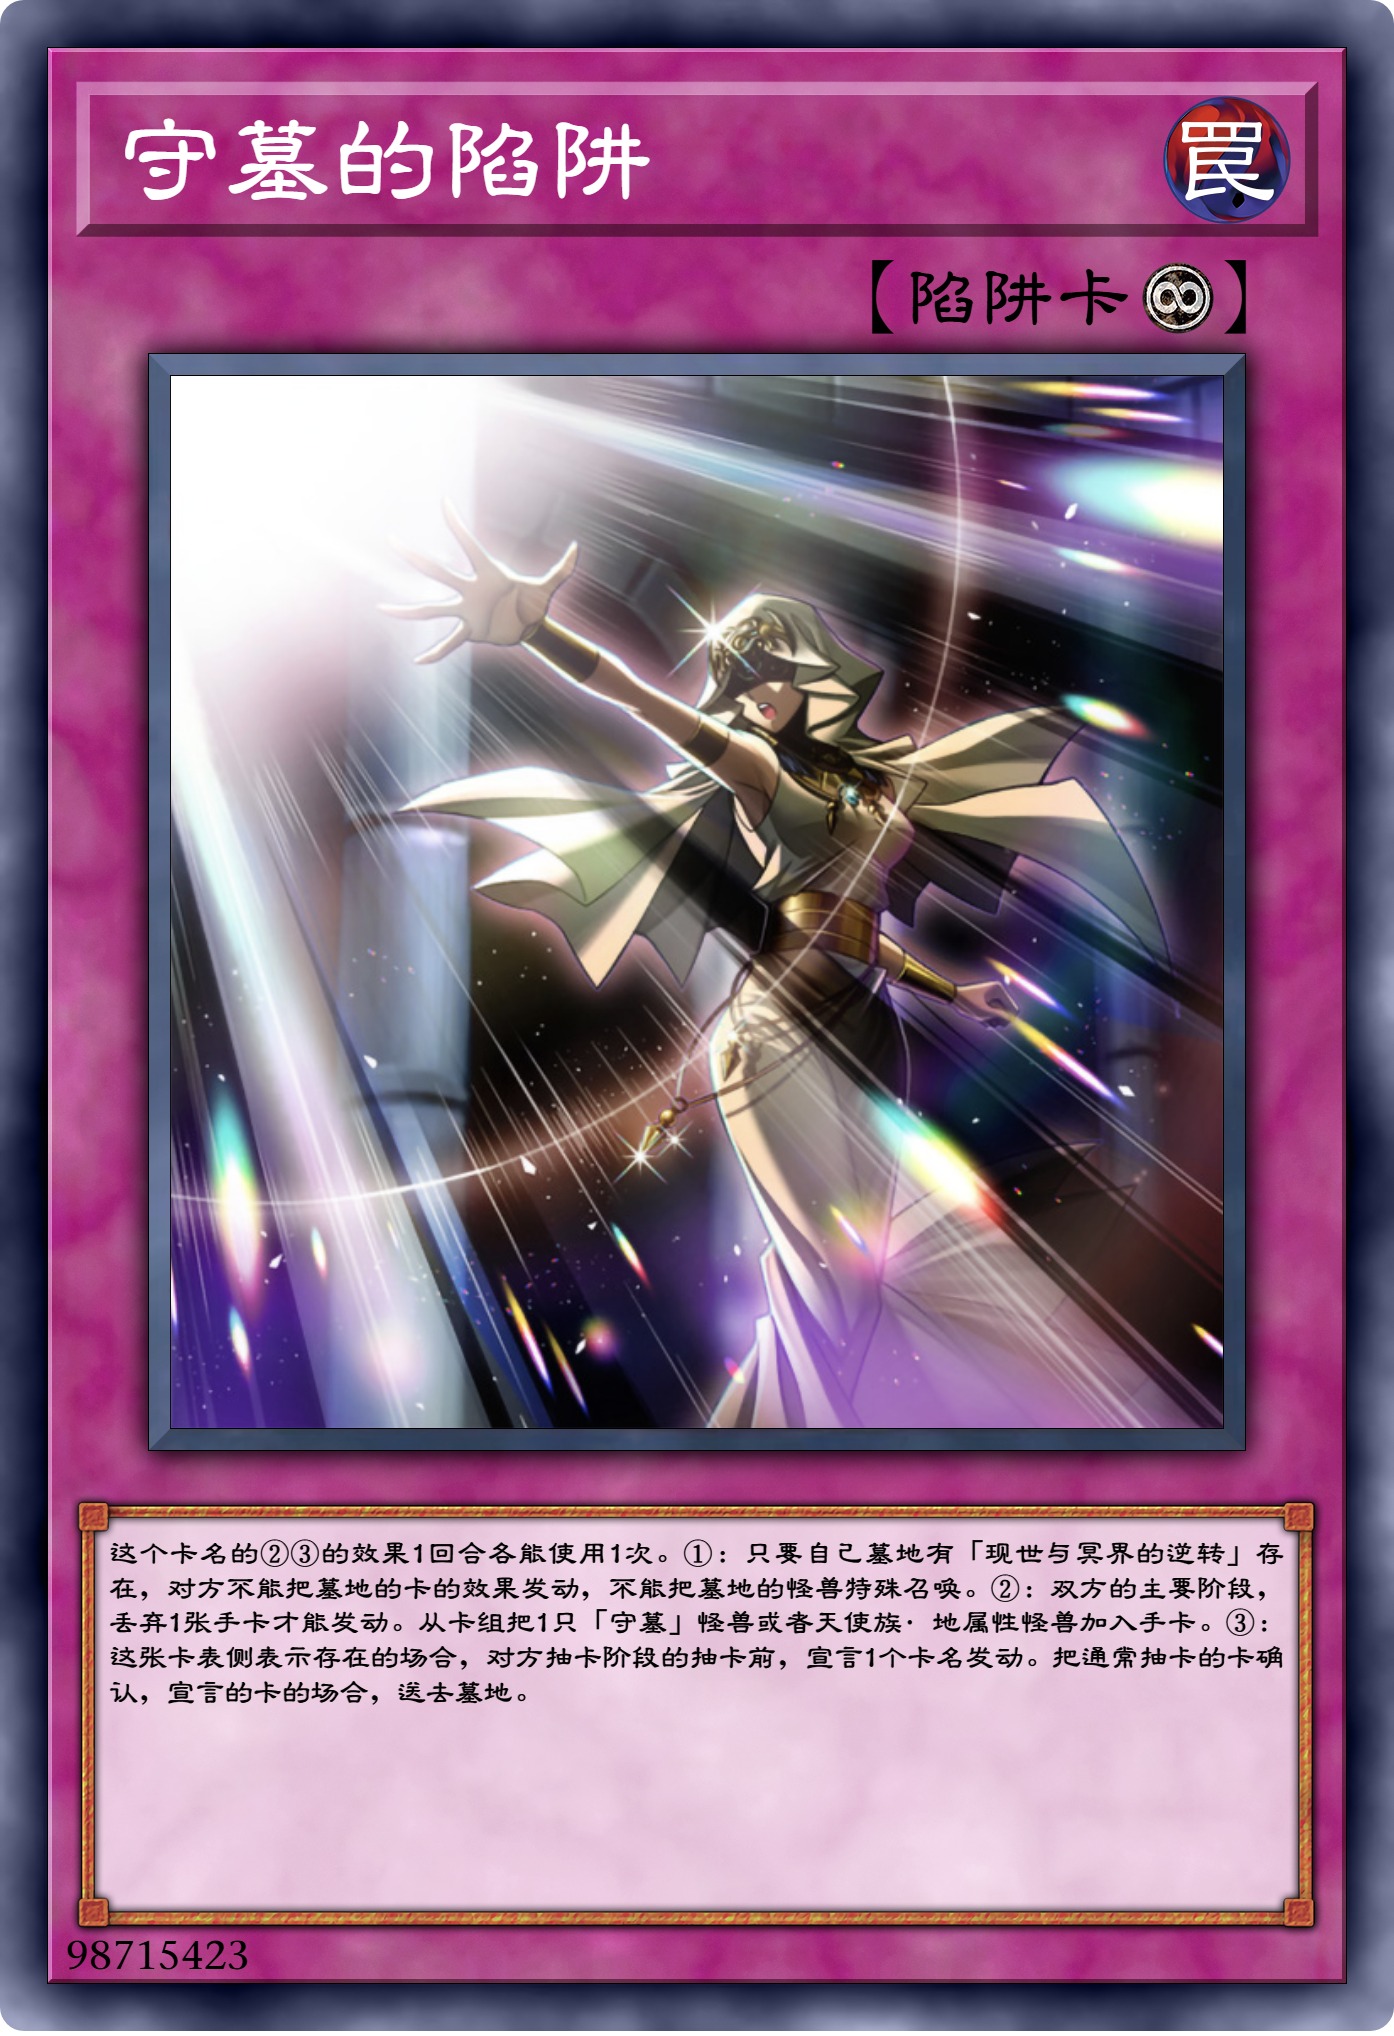 守墓的陷阱
罠
【陷阱卡∞】
这个卡名的②③的效果1回合各能使用1次。①：只要自己墓地有「现世与冥界的逆转」存
在，对方不能把墓地的卡的效果发动，不能把墓地的怪兽特殊召唤。②：双方的主要阶段，
丢弃1张手卡才能发动。从卡组把1只「守墓」怪兽或者天使族·地属性怪兽加入手卡。③：
这张卡表侧表示存在的场合，对方抽卡阶段的抽卡前，宣言1个卡名发动。把通常抽卡的卡确
认，宣言的卡的场合，送去墓地。
98715423